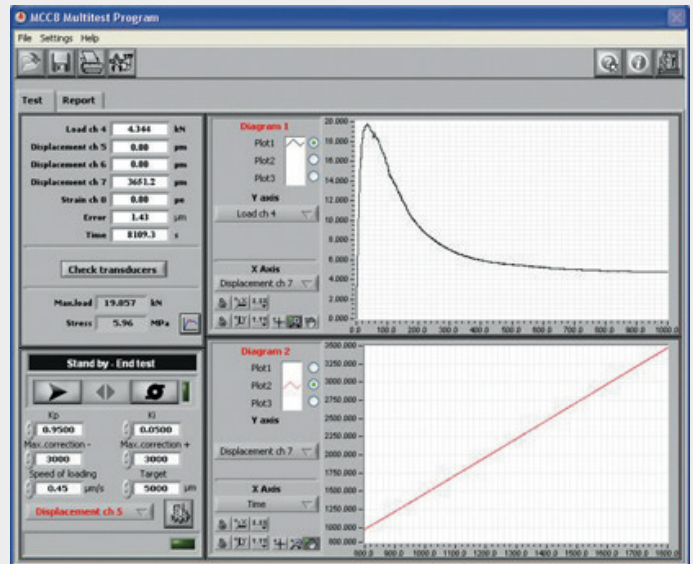 MCC8 Multitest Program
File Settings Help
Test Report
Load ch 4 4.344 kN
Displacement ch 5 0.00 µm
Displacement ch 6 0.00 µm
Displacement ch 7 3651.2 µm
Strain ch 8 0.00 µe
Error 1.43 µm
Time 8109.3 s
Check transducers
Max.load 19.857 kN
Stress 5.96 MPa
Stand by - End test
Kp Ki
0.9500 0.0500
Max.correction - Max.correction +
3000 3000
Speed of loading Target
0.45 µm/s 5000 µm
Displacement ch 5
Diagram 1
Plot1
Plot2
Plot3
Y axis
Load ch 4
X Axis
Displacement ch 7
20.000
18.000
16.000
14.000
12.000
10.000
8.000
6.000
4.000
2.000
0.000
0.0 100.0 200.0 300.0 400.0 500.0 600.0 700.0 800.0 900.0 1000.0
Diagram 2
Plot1
Plot2
Plot3
Y axis
Displacement ch 7
X Axis
Time
3500.000
3250.000
3000.000
2750.000
2500.000
2250.000
2000.000
1750.000
1500.000
1250.000
1000.000
800.000
800.0 900.0 1000.0 1100.0 1200.0 1300.0 1400.0 1500.0 1600.0 1700.0 1800.0